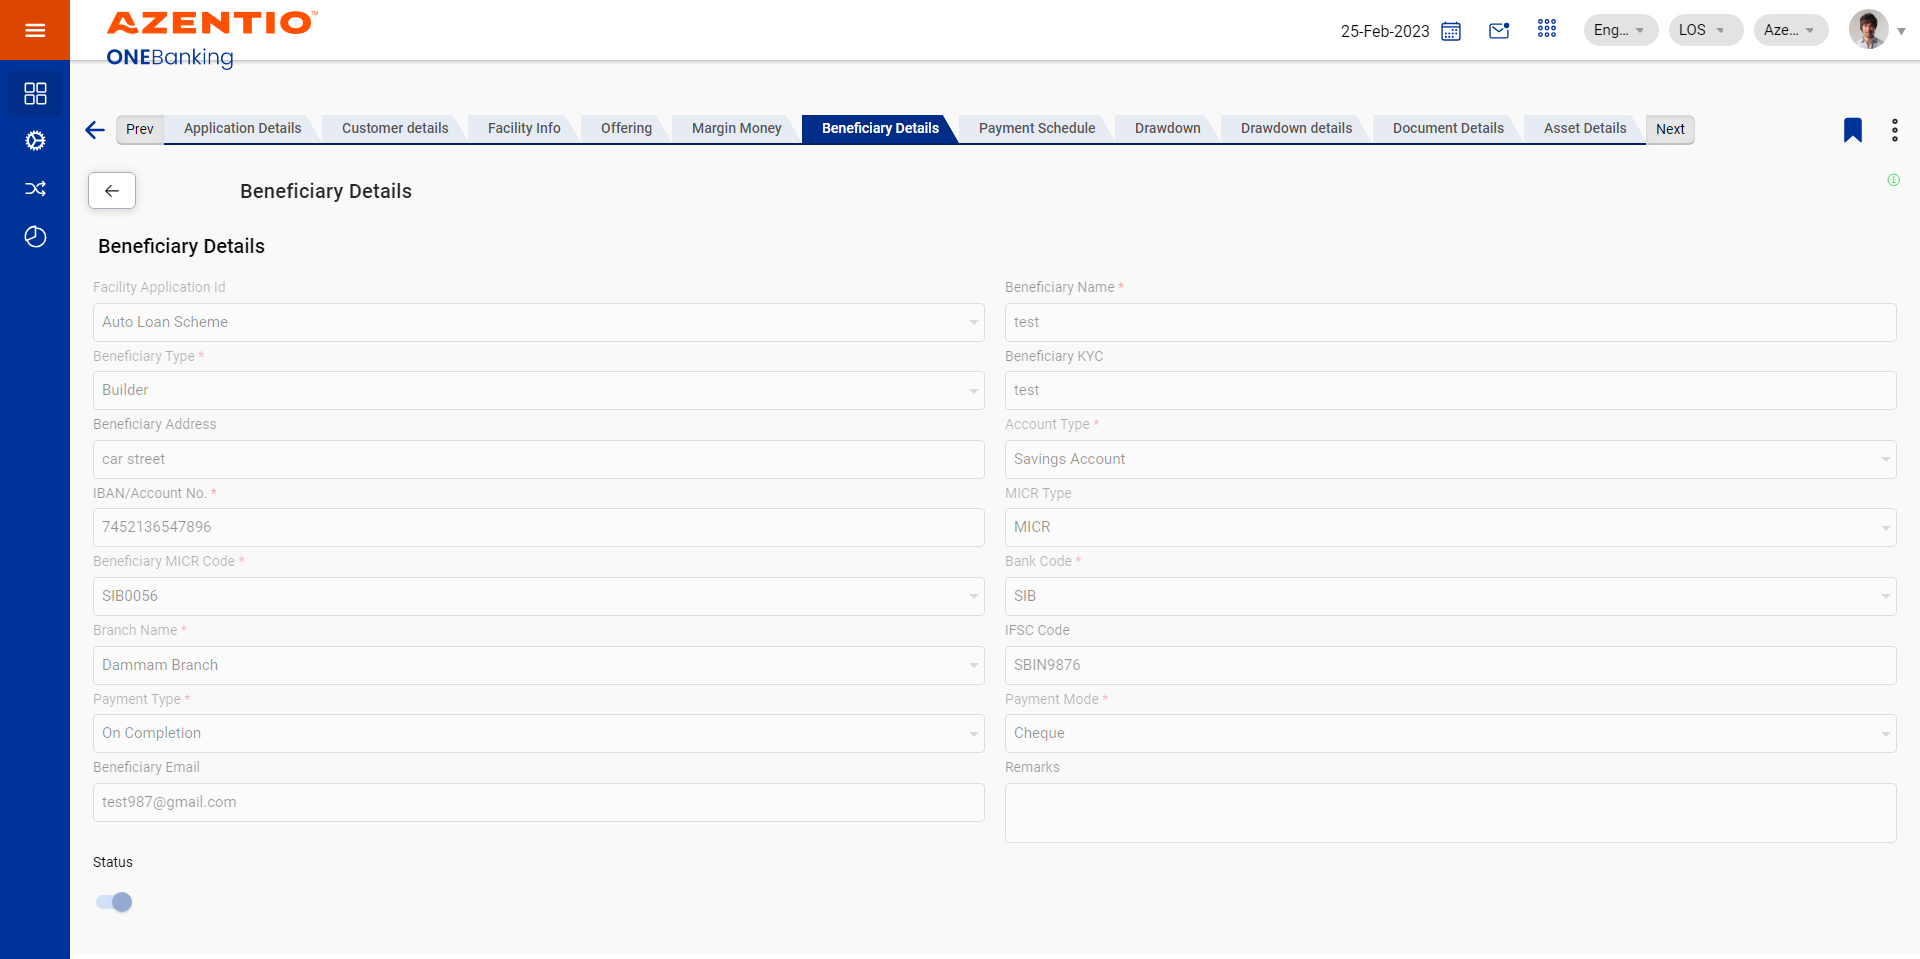 AZENTIO™
ONEBanking
25-Feb-2023
Eng...
LOS
Aze...
Prev
Application Details
Customer details
Facility Info
Offering
Margin Money
Beneficiary Details
Payment Schedule
Drawdown
Drawdown details
Document Details
Asset Details
Next
Beneficiary Details
Beneficiary Details
Facility Application Id
Auto Loan Scheme
Beneficiary Name *
test
Beneficiary Type *
Builder
Beneficiary KYC
test
Beneficiary Address
car street
Account Type *
Savings Account
IBAN/Account No. *
7452136547896
MICR Type
MICR
Beneficiary MICR Code *
SIB0056
Bank Code *
SIB
Branch Name *
Dammam Branch
IFSC Code
SBIN9876
Payment Type *
On Completion
Payment Mode *
Cheque
Beneficiary Email
test987@gmail.com
Remarks
Status